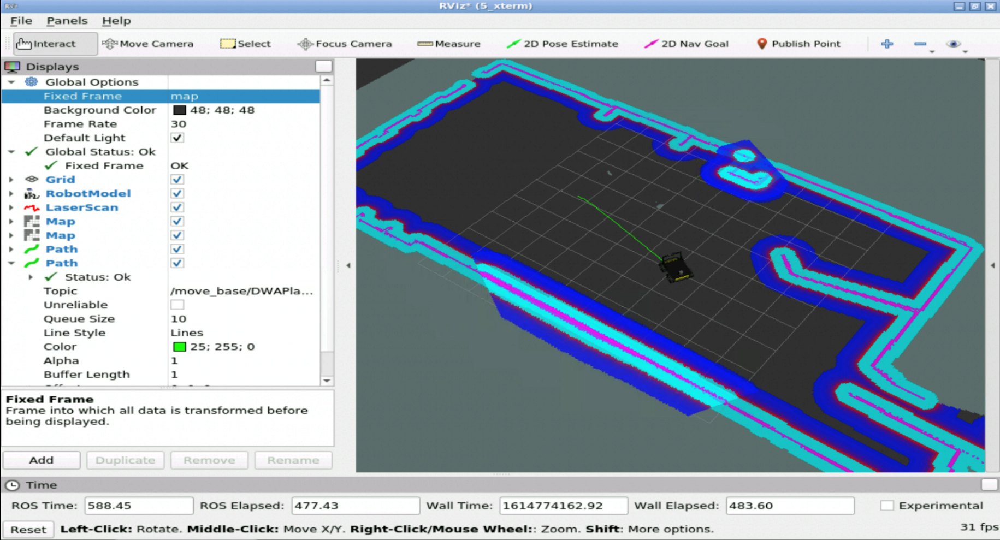 RViz* (5_xterm)
File Panels Help
Interact Move Camera Select Focus Camera Measure 2D Pose Estimate 2D Nav Goal Publish Point
Displays
Global Options
Fixed Frame map
Background Color 48; 48; 48
Frame Rate 30
Default Light
Global Status: Ok
Fixed Frame OK
Grid
RobotModel
LaserScan
Map
Map
Path
Path
Status: Ok
Topic /move_base/DWAPla...
Unreliable
Queue Size 10
Line Style Lines
Color 25; 255; 0
Alpha 1
Buffer Length 1
Fixed Frame
Frame into which all data is transformed before
being displayed.
Add Duplicate Remove Rename
Time
ROS Time: 588.45 ROS Elapsed: 477.43 Wall Time: 1614774162.92 Wall Elapsed: 483.60 Experimental
Reset Left-Click: Rotate. Middle-Click: Move X/Y. Right-Click/Mouse Wheel:: Zoom. Shift: More options. 31 fps